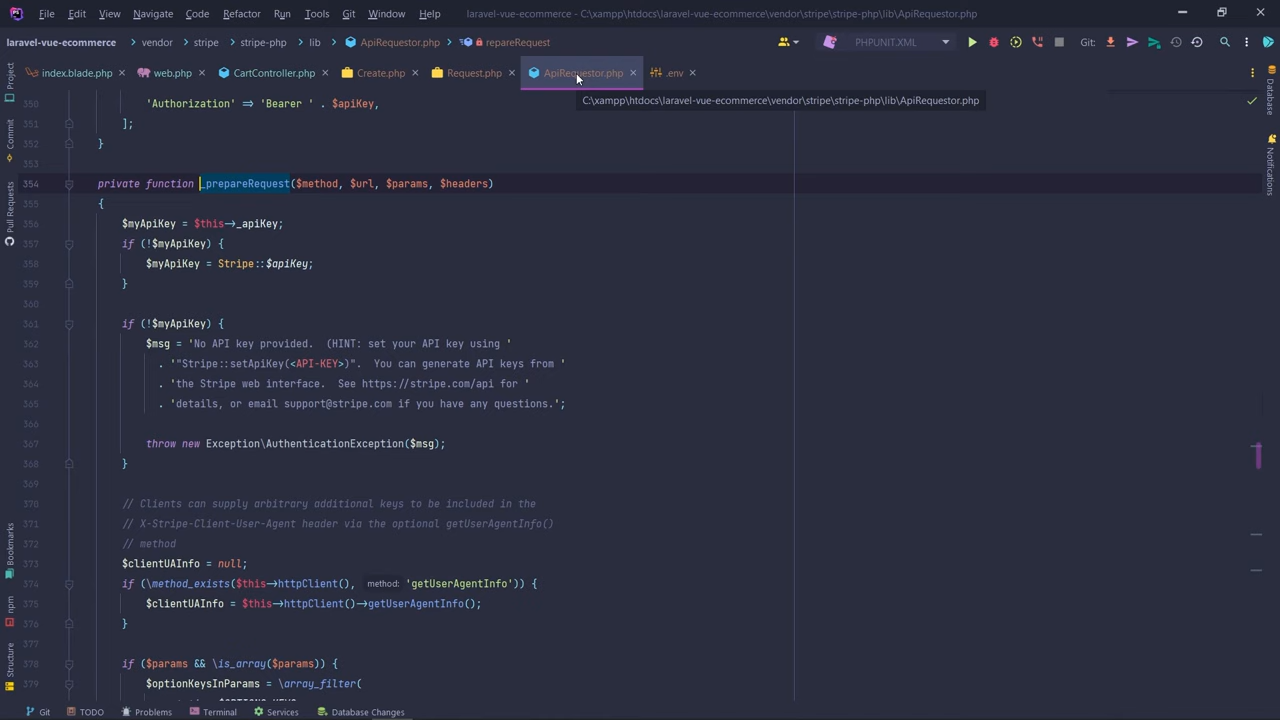 File Edit View Navigate Code Refactor Run Tools Git Window Help laravel-vue-ecommerce - C:\xampp\htdocs\laravel-vue-ecommerce\vendor\stripe\stripe-php\lib\ApiRequestor.php
laravel-vue-ecommerce vendor stripe stripe-php lib ApiRequestor.php repareRequest PHPUNIT.XML Git:
index.blade.php web.php CartController.php Create.php Request.php ApiRequestor.php .env
C:\xampp\htdocs\laravel-vue-ecommerce\vendor\stripe\stripe-php\lib\ApiRequestor.php
Project
Commit
Pull Requests
Bookmarks
npm
Structure
Database
Notifications
350 'Authorization' => 'Bearer ' . $apiKey,
351 ];
352 }
353
354 private function _prepareRequest($method, $url, $params, $headers)
355 {
356 $myApiKey = $this->_apiKey;
357 if (!$myApiKey) {
358 $myApiKey = Stripe::$apiKey;
359 }
360
361 if (!$myApiKey) {
362 $msg = 'No API key provided.  (HINT: set your API key using '
363 . '"Stripe::setApiKey(<API-KEY>)".  You can generate API keys from '
364 . 'the Stripe web interface.  See https://stripe.com/api for '
365 . 'details, or email support@stripe.com if you have any questions.';
366
367 throw new Exception\AuthenticationException($msg);
368 }
369
370 // Clients can supply arbitrary additional keys to be included in the
371 // X-Stripe-Client-User-Agent header via the optional getUserAgentInfo()
372 // method
373 $clientUAInfo = null;
374 if (\method_exists($this->httpClient(), method: 'getUserAgentInfo')) {
375 $clientUAInfo = $this->httpClient()->getUserAgentInfo();
376 }
377
378 if ($params && \is_array($params)) {
379 $optionKeysInParams = \array_filter(
Git TODO Problems Terminal Services Database Changes